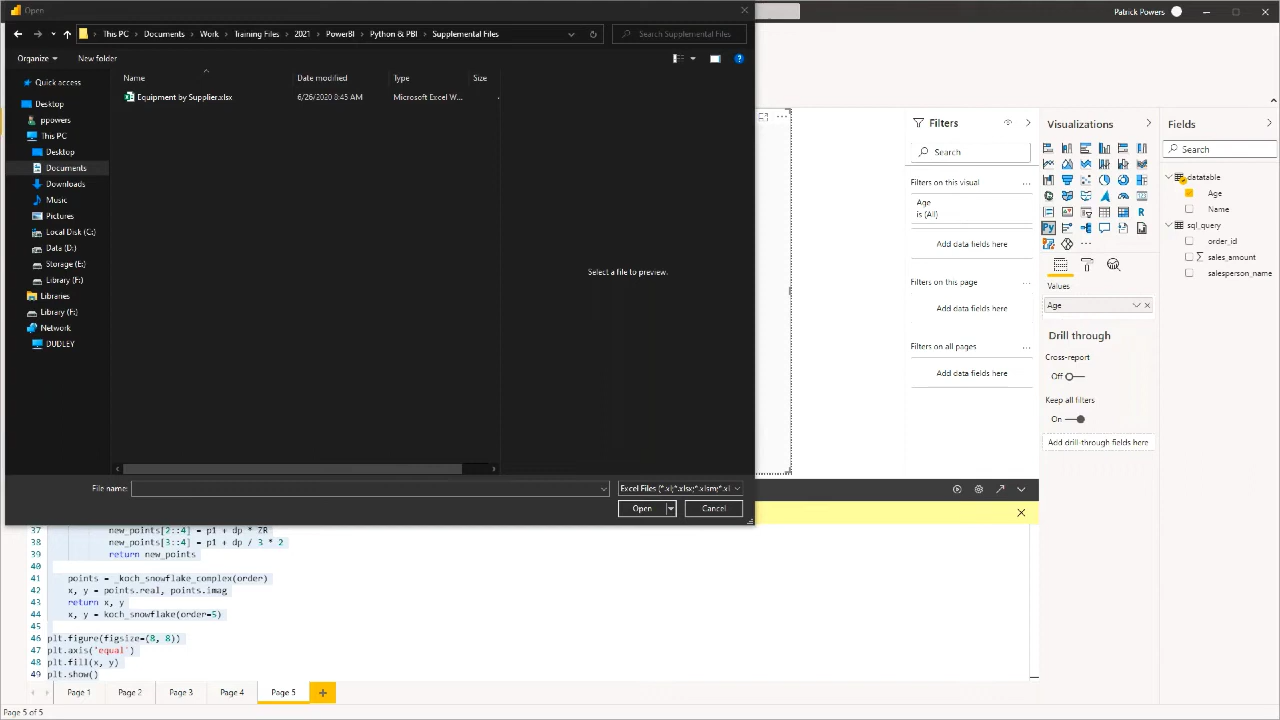 Open
This PC
Documents
Work
Training Files
2021
PowerBI
Python & PBI
Supplemental Files
Search Supplemental Files
Organize
New folder
Name
Date modified
Type
Size
Equipment by Supplier.xlsx
6/26/2020 8:45 AM
Microsoft Excel W...
Quick access
Desktop
ppowers
This PC
Desktop
Documents
Downloads
Music
Pictures
Local Disk (C:)
Data (D:)
Storage (E:)
Library (F:)
Libraries
Library (F:)
Network
DUDLEY
Select a file to preview.
File name:
Excel Files (*.xl;*.xlsx;*.xlsm;*.xl
Open
Cancel
Patrick Powers
Filters
Search
Filters on this visual
Age
is (All)
Add data fields here
Filters on this page
Add data fields here
Filters on all pages
Add data fields here
Visualizations
R
Py
Values
Age
Drill through
Cross-report
Off
Keep all filters
On
Add drill-through fields here
Fields
Search
datatable
Age
Name
sql_query
order_id
sales_amount
salesperson_name
37 new_points[2::4] = p1 + dp * ZR
38 new_points[3::4] = p1 + dp / 3 * 2
39 return new_points
40
41 points = _koch_snowflake_complex(order)
42 x, y = points.real, points.imag
43 return x, y
44 x, y = koch_snowflake(order=5)
45
46 plt.figure(figsize=(8, 8))
47 plt.axis('equal')
48 plt.fill(x, y)
49 plt.show()
Page 1
Page 2
Page 3
Page 4
Page 5
Page 5 of 5